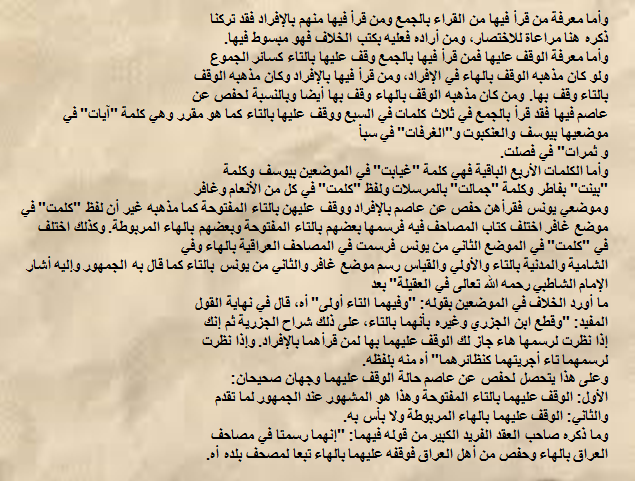 وأما معرفة من قرأ فيها من القراء بالجمع ومن قرأ فيها منهم بالإفراد فقد تركنا
ذكره هنا مراعاة للاختصار، ومن أراده فعليه بكتب الخلاف فهو مبسوط فيها.
وأما معرفة الوقف عليها فمن قرأ فيها بالجمع وقف عليها بالتاء كسائر الجموع
ولو كان مذهبه الوقف بالهاء في الإفراد، ومن قرأ فيها بالإفراد وكان مذهبه الوقف
بالتاء وقف بها. ومن كان مذهبه الوقف بالهاء وقف بها أيضا وبالنسبة لحفص عن
عاصم فيها فقد قرأ بالجمع في ثلاث كلمات في السبع ووقف عليها بالتاء كما هو مقرر وهي كلمة "آيات" في
موضعيها بيوسف والعنكبوت و"الغرفات" في سبأ
و ثمرات" في فصلت.
وأما الكلمات الأربع الباقية فهي كلمة "غيابت" في الموضعين بيوسف وكلمة
"بينت" بفاطر وكلمة "جمالت" بالمرسلات ولفظ "كلمت" في كل من الأنعام وغافر
وموضعي يونس فقرأهن حفص عن عاصم بالإفراد ووقف عليهن بالتاء المفتوحة كما مذهبه غير أن لفظ "كلمت" في
موضع غافر اختلف كتاب المصاحف فيه فرسمها بعضهم بالتاء المفتوحة وبعضهم بالهاء المربوطة. وكذلك اختلف
في "كلمت" في الموضع الثاني من يونس فرسمت في المصاحف العراقية بالهاء وفي
الشامية والمدنية بالتاء والأولي والقياس رسم موضع غافر والثاني من يونس بالتاء كما قال به الجمهور وإليه أشار
الإمام الشاطبي رحمه الله تعالى في العقيلة" بعد
ما أورد الخلاف في الموضعين بقوله: "وفيهما التاء أولى" أه، قال في نهاية القول
المفيد: "وقطع ابن الجزري وغيره بأنهما بالتاء، على ذلك شراح الجزرية ثم إنك
إذا نظرت لرسمها هاء جاز لك الوقف عليهما بها لمن قرأهما بالإفراد. وإذا نظرت
لرسمهما تاء أجريتهما كنظائرهما" أه منه بلفظه.
وعلى هذا يتحصل لحفص عن عاصم حالة الوقف عليهما وجهان صحيحان:
الأول: الوقف عليهما بالتاء المفتوحة وهذا هو المشهور عند الجمهور لما تقدم
والثاني: الوقف عليهما بالهاء المربوطة ولا بأس به.
وما ذكره صاحب العقد الفريد الكبير من قوله فيهما: "إنهما رسمتا في مصاحف
العراق بالهاء وحفص من أهل العراق فوقفه عليهما بالهاء تبعا لمصحف بلده أه.